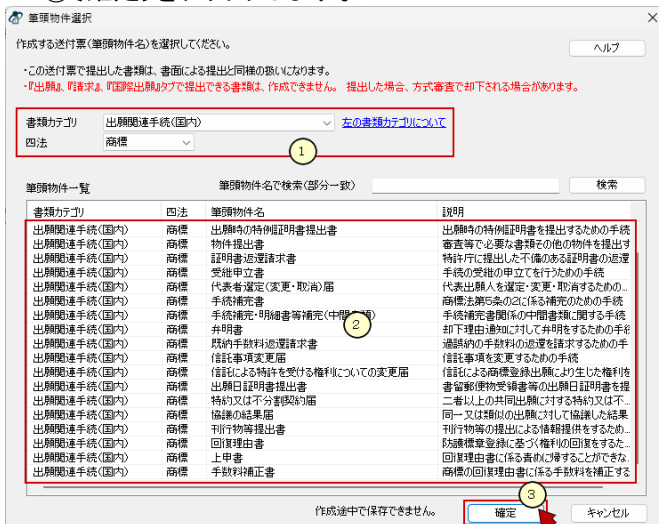 筆頭物件選択
作成する送付票(筆頭物件名)を選択してください。
ヘルプ
・この送付票で提出した書類は、書面による提出と同様の扱いになります。
・『出願』、『請求』、『国際出願』タブで提出できる書類は、作成できません。 提出した場合、方式審査で却下される場合があります。
書類カテゴリ 出願関連手続(国内) 左の書類カテゴリについて
四法 商標
1
筆頭物件一覧 筆頭物件名で検索(部分一致) 検索
書類カテゴリ 四法 筆頭物件名 説明
出願関連手続(国内) 商標 出願時の特例証明書提出書 出願時の特例証明書を提出するための手続
出願関連手続(国内) 商標 物件提出書 審査等で必要な書類その他の物件を提出す
出願関連手続(国内) 商標 証明書返還請求書 特許庁に提出した不備のある証明書の返還
出願関連手続(国内) 商標 受継申立書 手続の受継の申立てを行うための手続
出願関連手続(国内) 商標 代表者選定(変更・取消)届 代表出願人を選定・変更・取消するための...
出願関連手続(国内) 商標 手続補完書 商標法第5条の2に係る補完のための手続
出願関連手続(国内) 商標 手続補完・明細書等補完(中間 手続補完書関係の中間書類に関する手続
2
出願関連手続(国内) 商標 弁明書 却下理由通知に対して弁明をするための手続
出願関連手続(国内) 商標 既納手数料返還請求書 過誤納の手数料の返還を請求するための手
出願関連手続(国内) 商標 信託事項変更届 信託事項を変更するための手続
出願関連手続(国内) 商標 信託による特許を受ける権利についての変更届 信託による商標登録出願により生じた権利を
出願関連手続(国内) 商標 出願日証明書提出書 書留郵便物受領書等の出願日証明書を提
出願関連手続(国内) 商標 特約又は不分割契約届 二者以上の共同出願に対する特約又は不...
出願関連手続(国内) 商標 協議の結果届 同一又は類似の出願に対して協議した結果
出願関連手続(国内) 商標 刊行物等提出書 刊行物等の提出による情報提供をするため...
出願関連手続(国内) 商標 回復理由書 防護標章登録に基づく権利の回復をするた...
出願関連手続(国内) 商標 上申書 回復理由書に係る責めに帰することができな.
出願関連手続(国内) 商標 手数料補正書 商標の回復理由書に係る手数料を補正する
3
作成途中で保存できません。 確定 キャンセル